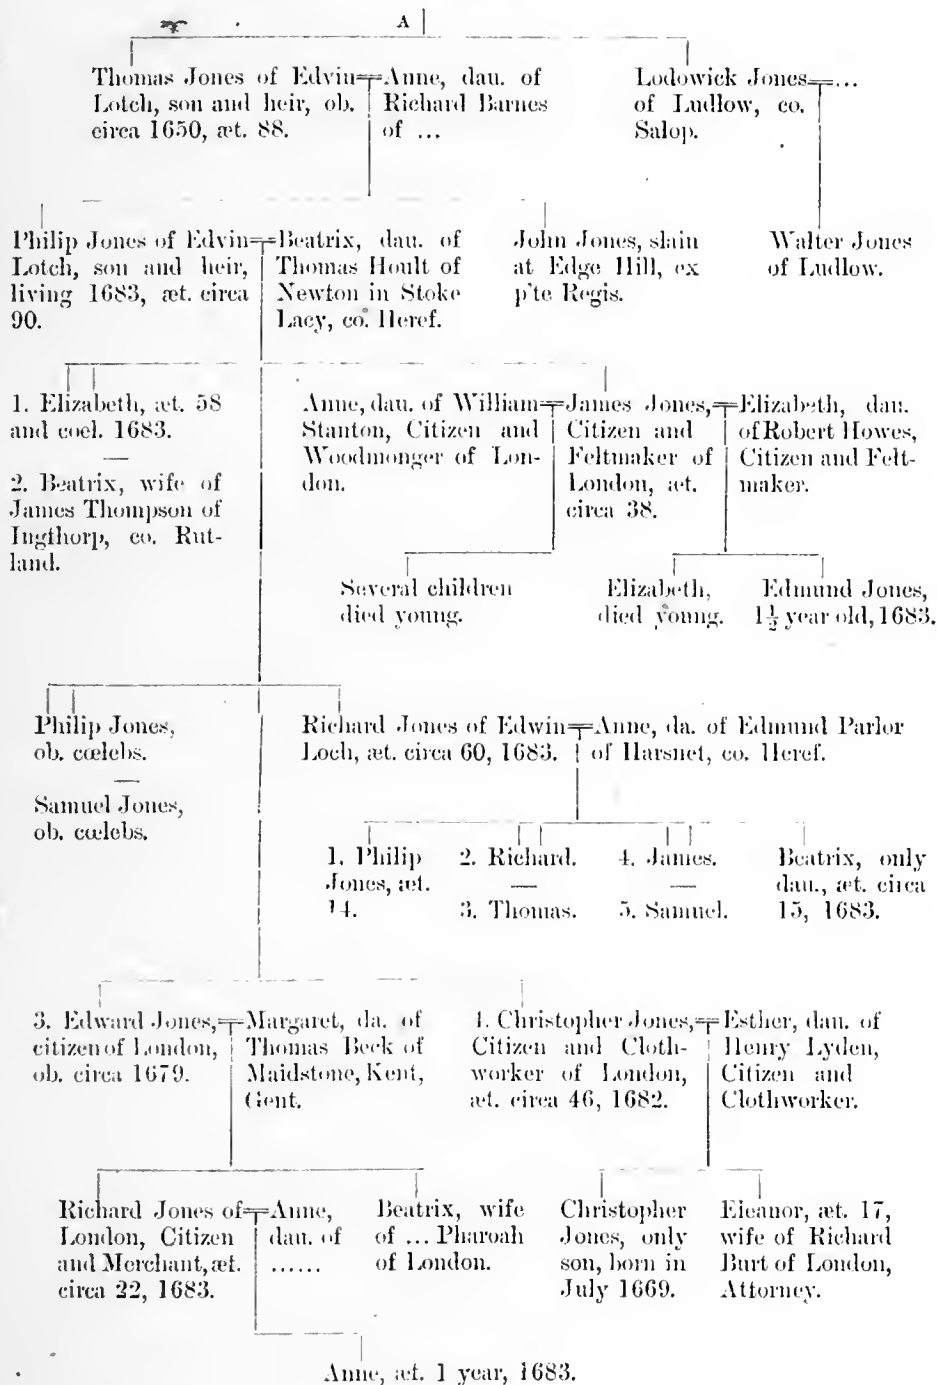 A
Thomas Jones of Edvin
Lotch, son and heir, ob.
circa 1650, æt. 88.
Anne, dau. of
Richard Barnes
of ...
Lodowick Jones ...
of Ludlow, co.
Salop.
Philip Jones of Edvin
Lotch, son and heir,
living 1683, æt. circa
90.
Beatrix, dau. of
Thomas Hoult of
Newton in Stoke
Lacy, co. Heref.
John Jones, slain
at Edge Hill, ex
p'te Regis.
Walter Jones
of Ludlow.
1. Elizabeth, æt. 58
and coel. 1683.
—
2. Beatrix, wife of
James Thompson of
Ingthorp, co. Rut-
land.
Anne, dau. of William
Stanton, Citizen and
Woodmonger of Lon-
don.
James Jones,
Citizen and
Feltmaker of
London, æt.
circa 38.
Elizabeth, dau.
of Robert Howes,
Citizen and Felt-
maker.
Several children
died young.
Elizabeth,
died young.
Edmund Jones,
1½ year old, 1683.
Philip Jones,
ob. cœlebs.
—
Samuel Jones,
ob. cœlebs.
Richard Jones of Edwin
Loch, æt. circa 60, 1683.
Anne, da. of Edmund Parlor
of Harsnet, co. Heref.
1. Philip
Jones, æt.
14.
2. Richard.
—
3. Thomas.
4. James.
—
5. Samuel.
Beatrix, only
dau., æt. circa
15, 1683.
3. Edward Jones,
citizen of London,
ob. circa 1679.
Margaret, da. of
Thomas Beck of
Maidstone, Kent,
Gent.
4. Christopher Jones,
Citizen and Cloth-
worker of London,
æt. circa 46, 1682.
Esther, dau. of
Henry Lyden,
Citizen and
Clothworker.
Richard Jones of
London, Citizen
and Merchant, æt.
circa 22, 1683.
Anne,
dau. of
......
Beatrix, wife
of ... Pharoah
of London.
Christopher
Jones, only
son, born in
July 1669.
Eleanor, æt. 17,
wife of Richard
Burt of London,
Attorney.
Anne, æt. 1 year, 1683.